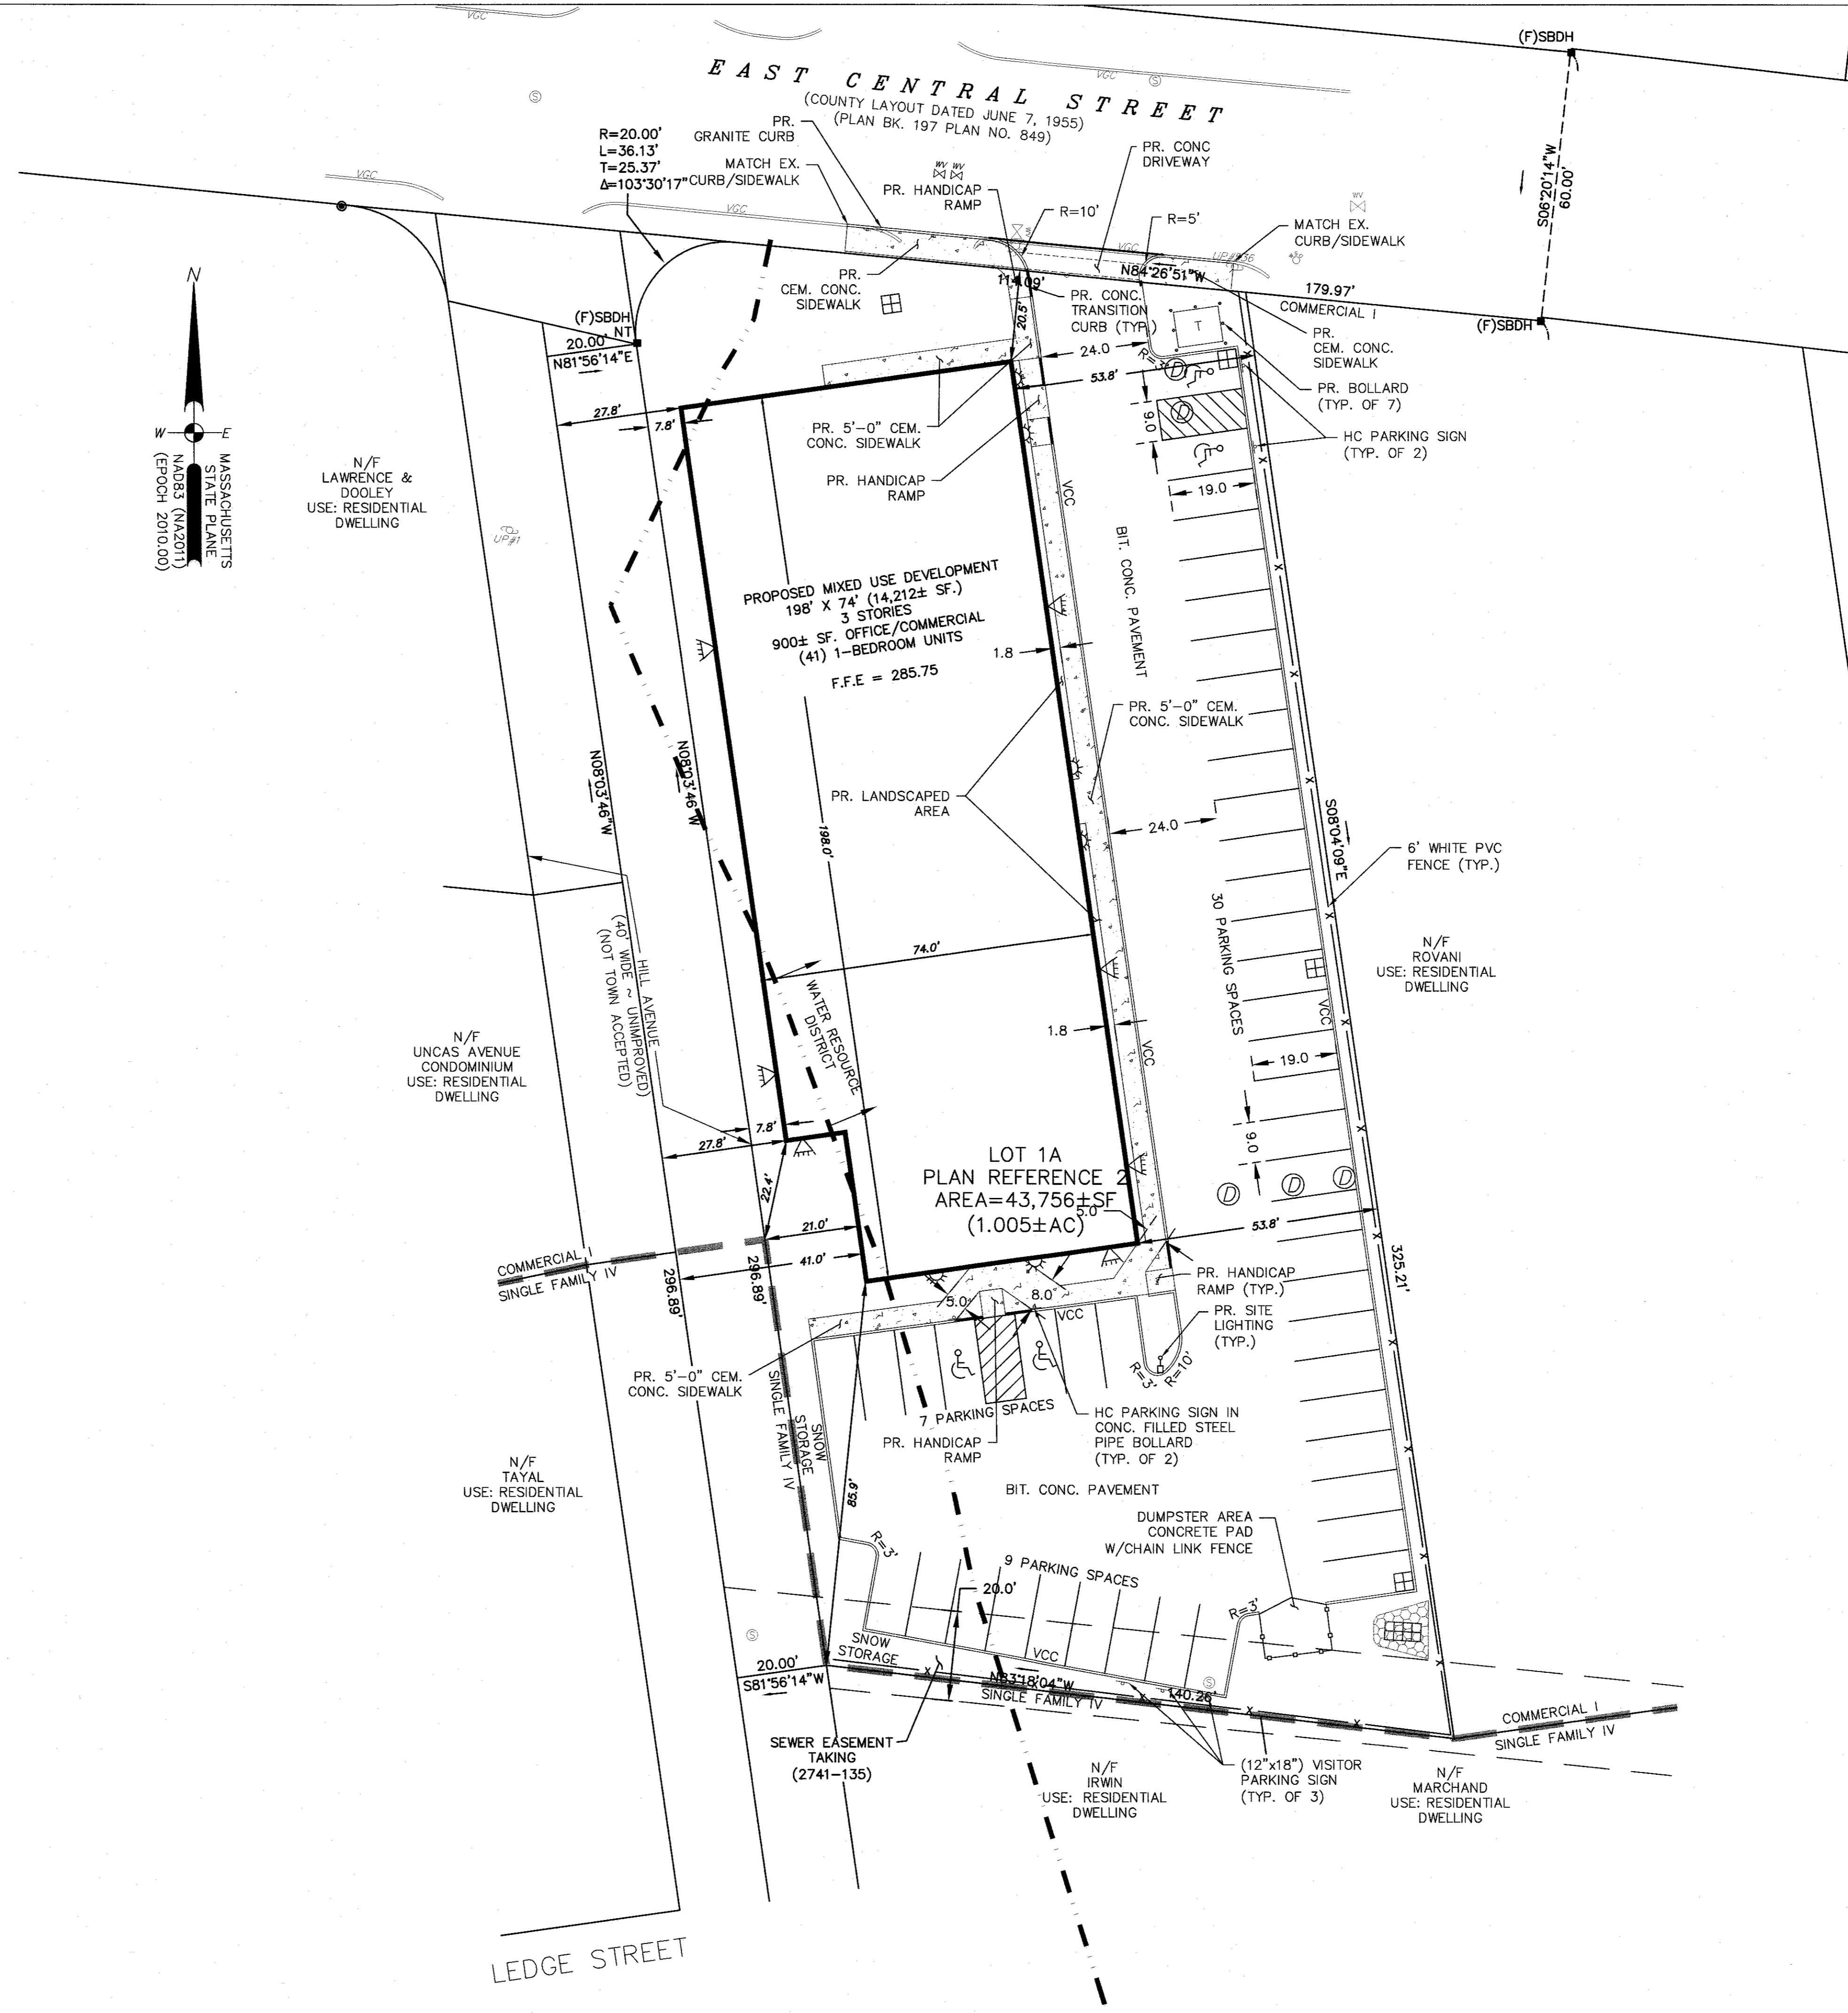 VGC
(F)SBDH
EAST CENTRAL STREET
(COUNTY LAYOUT DATED JUNE 7, 1955)
(PLAN BK. 197 PLAN NO. 849)
VGC
S
S
R=20.00'
L=36.13'
T=25.37'
Δ=103°30'17"
PR.
GRANITE CURB
MATCH EX.
CURB/SIDEWALK
WV WV
PR. HANDICAP
RAMP
PR. CONC
DRIVEWAY
S06°20'14"W
60.00'
VGC
VGC
R=10'
R=5'
WV
MATCH EX.
CURB/SIDEWALK
VGC
N84°26'51"W
114.09'
179.97'
COMMERCIAL I
(F)SBDH
PR.
CEM. CONC.
SIDEWALK
PR. CONC.
TRANSITION
CURB (TYP.)
20.5'
T
PR.
CEM. CONC.
SIDEWALK
(F)SBDH
NT
20.00'
N81°56'14"E
24.0
53.8'
D
PR. BOLLARD
(TYP. OF 7)
N
W E
MASSACHUSETTS
STATE PLANE
NAD83 (NA2011)
(EPOCH 2010.00)
27.8'
7.8'
9.0
D
HC PARKING SIGN
(TYP. OF 2)
PR. 5'-0" CEM.
CONC. SIDEWALK
N/F
LAWRENCE &
DOOLEY
USE: RESIDENTIAL
DWELLING
PR. HANDICAP
RAMP
VCC
19.0
UP#1
BIT. CONC. PAVEMENT
PROPOSED MIXED USE DEVELOPMENT
198' X 74' (14,212± SF.)
3 STORIES
900± SF. OFFICE/COMMERCIAL
(41) 1-BEDROOM UNITS
F.F.E = 285.75
1.8
PR. 5'-0" CEM.
CONC. SIDEWALK
N08°03'46"W
N08°03'46"W
PR. LANDSCAPED
AREA
198.0'
24.0
S08°04'09"E
6' WHITE PVC
FENCE (TYP.)
30 PARKING SPACES
HILL AVENUE
(40' WIDE ~ UNIMPROVED)
(NOT TOWN ACCEPTED)
74.0'
N/F
ROVANI
USE: RESIDENTIAL
DWELLING
WATER RESOURCE
DISTRICT
VCC
N/F
UNCAS AVENUE
CONDOMINIUM
USE: RESIDENTIAL
DWELLING
1.8
VCC
19.0
7.8'
27.8'
9.0
LOT 1A
PLAN REFERENCE 2
AREA=43,756±SF
(1.005±AC)
5.0
D D D
22.4'
21.0'
41.0'
53.8'
COMMERCIAL I
SINGLE FAMILY IV
296.89'
296.89'
325.21'
PR. HANDICAP
RAMP (TYP.)
5.0
8.0'
VCC
PR. SITE
LIGHTING
(TYP.)
PR. 5'-0" CEM.
CONC. SIDEWALK
R=3'
R=10'
SINGLE FAMILY IV
SNOW
STORAGE
7 PARKING SPACES
PR. HANDICAP
RAMP
HC PARKING SIGN IN
CONC. FILLED STEEL
PIPE BOLLARD
(TYP. OF 2)
N/F
TAYAL
USE: RESIDENTIAL
DWELLING
85.9'
BIT. CONC. PAVEMENT
DUMPSTER AREA
CONCRETE PAD
W/CHAIN LINK FENCE
R=3'
9 PARKING SPACES
20.0'
R=3'
S
SNOW
STORAGE
VCC
20.00'
S81°56'14"W
N83°18'04"W
140.26'
S
SINGLE FAMILY IV
COMMERCIAL I
SINGLE FAMILY IV
SEWER EASEMENT
TAKING
(2741-135)
N/F
IRWIN
USE: RESIDENTIAL
DWELLING
(12"x18") VISITOR
PARKING SIGN
(TYP. OF 3)
N/F
MARCHAND
USE: RESIDENTIAL
DWELLING
LEDGE STREET